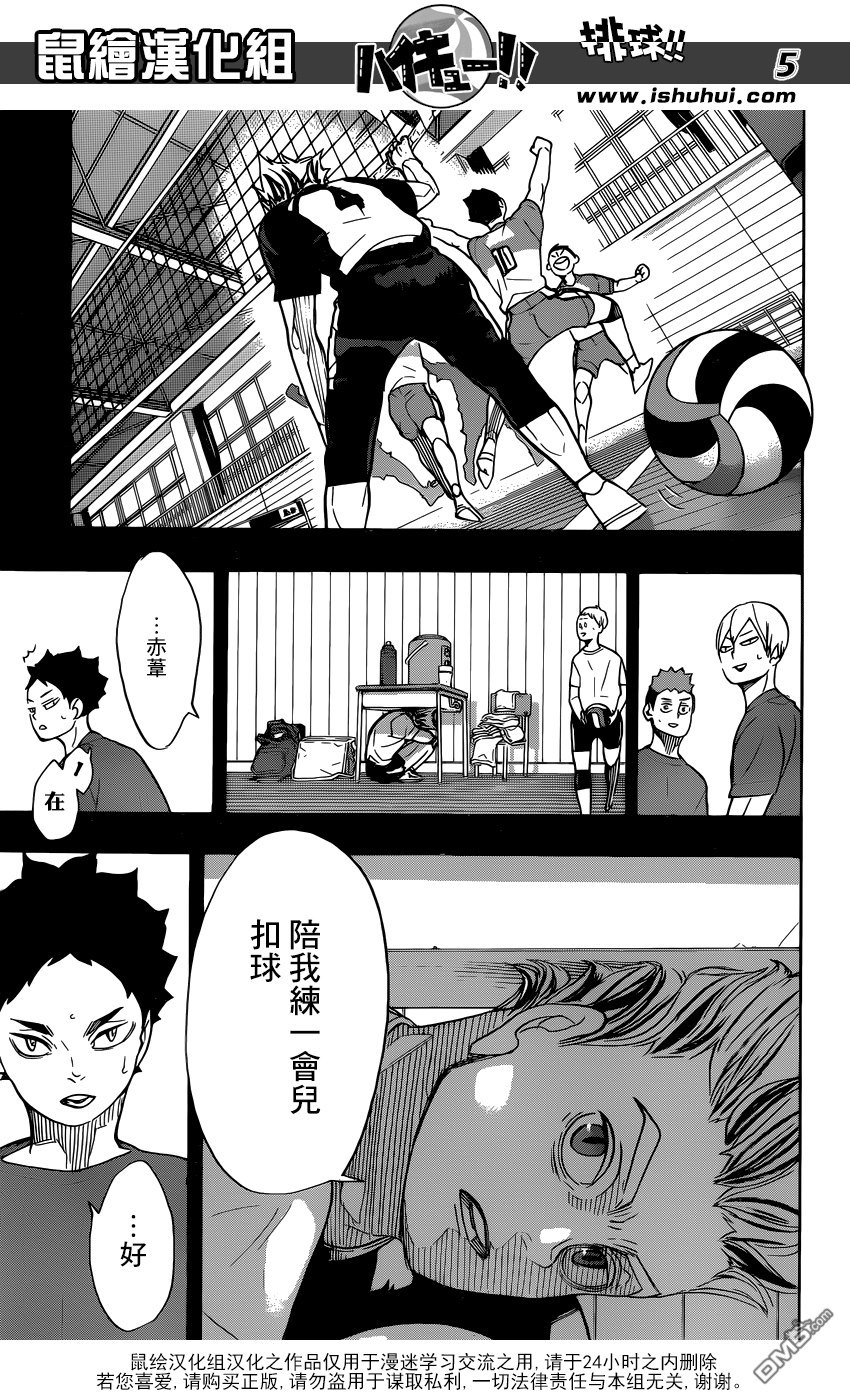 鼠繪漢化組
ハイキュー!!
排球!!
5
www.ishuhui.com
10
…赤葦
在
！
陪我練一會兒
扣球
…好
鼠绘汉化组汉化之作品仅用于漫迷学习交流之用, 请于24小时之内删除
若您喜爱, 请购买正版, 请勿盗用于谋取私利, 一切法律责任与本组无关, 谢谢.
DM5.com